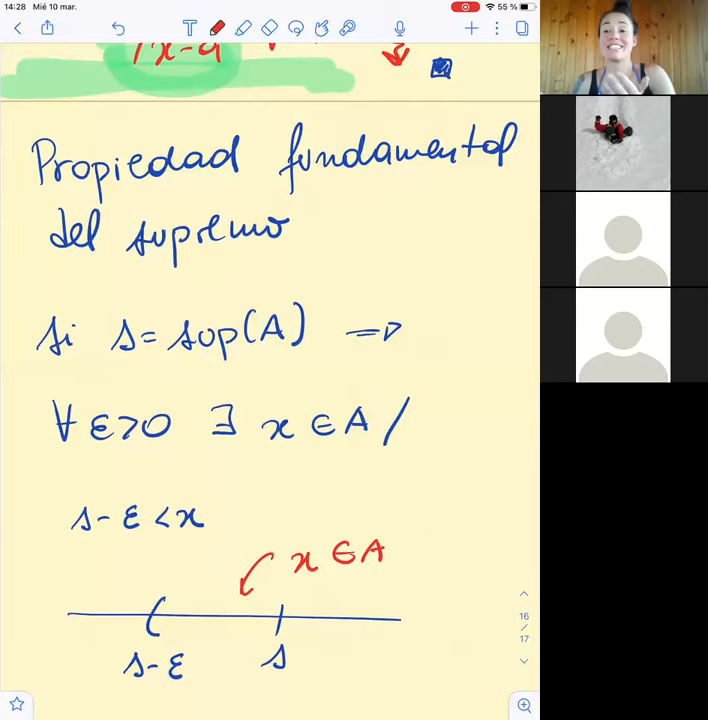 14:28 Mié 10 mar.
55 %
Propiedad fundamental
del supremo
si s = sup(A) ⇒
∀ ε>0 ∃ x ∈ A /
s - ε < x
x ∈ A
s - ε
s
16
/
17